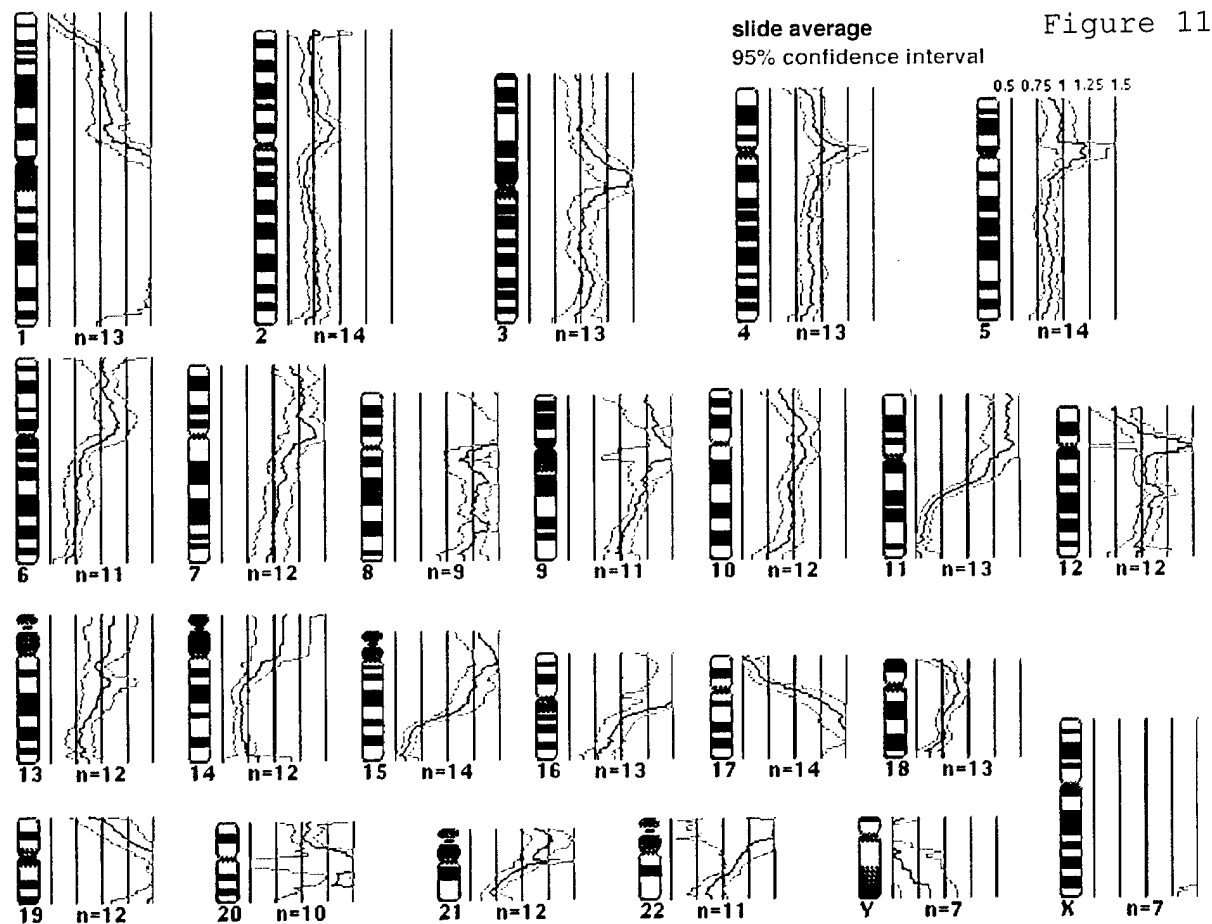 Figure 11
slide average
95% confidence interval
0.5 0.75 1 1.25 1.5
1 n=13
2 n=14
3 n=13
4 n=13
5 n=14
6 n=11
7 n=12
8 n=9
9 n=11
10 n=12
11 n=13
12 n=12
13 n=12
14 n=12
15 n=14
16 n=13
17 n=14
18 n=13
19 n=12
20 n=10
21 n=12
22 n=11
Y n=7
X n=7